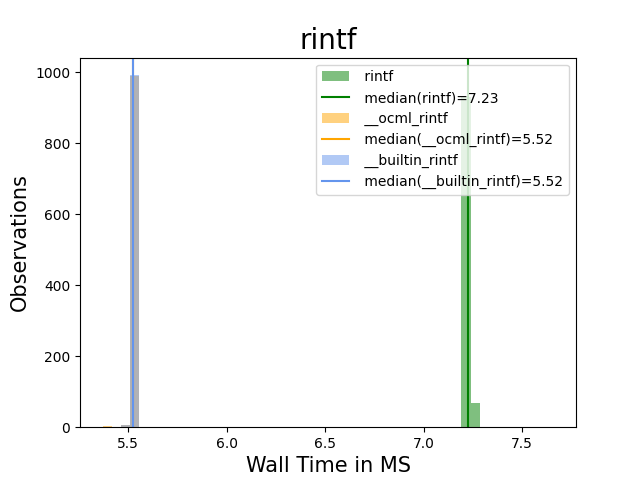 rintf
Observations
1000
800
600
400
200
0
rintf
median(rintf)=7.23
__ocml_rintf
median(__ocml_rintf)=5.52
__builtin_rintf
median(__builtin_rintf)=5.52
5.5 6.0 6.5 7.0 7.5
Wall Time in MS